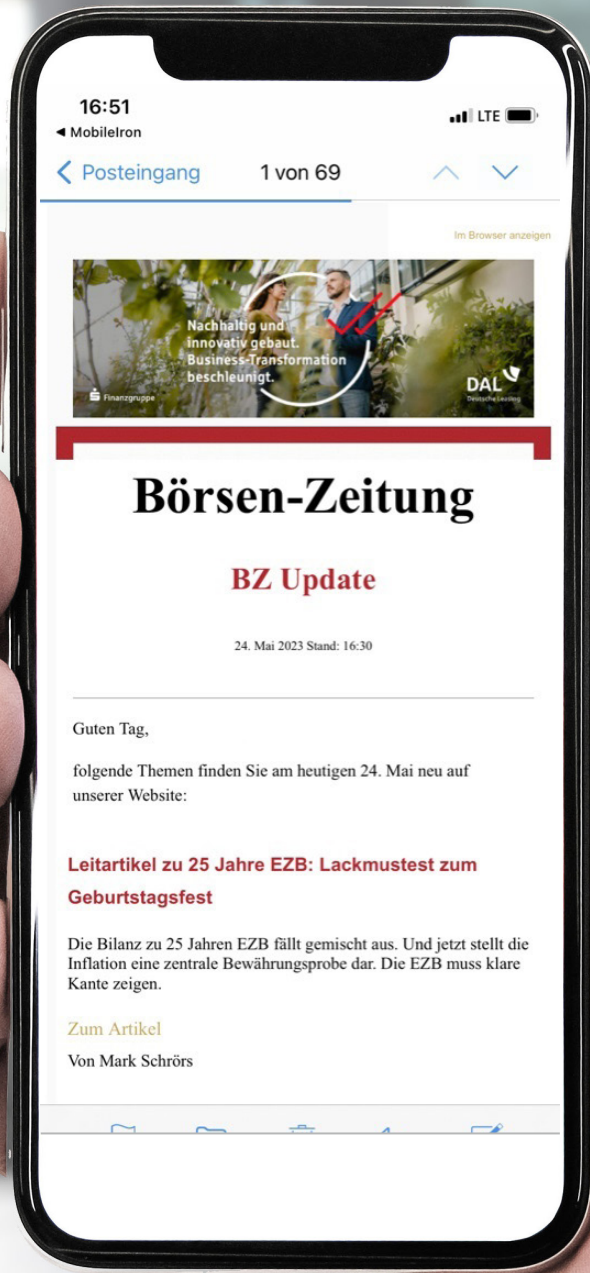 16:51
LTE
◀ MobileIron
Posteingang
1 von 69
Im Browser anzeigen
Nachhaltig und
innovativ gebaut.
Business-Transformation
beschleunigt.
Finanzgruppe
DAL
Deutsche Leasing
Börsen-Zeitung
BZ Update
24. Mai 2023 Stand: 16:30
Guten Tag,
folgende Themen finden Sie am heutigen 24. Mai neu auf
unserer Website:
Leitartikel zu 25 Jahre EZB: Lackmustest zum
Geburtstagsfest
Die Bilanz zu 25 Jahren EZB fällt gemischt aus. Und jetzt stellt die
Inflation eine zentrale Bewährungsprobe dar. Die EZB muss klare
Kante zeigen.
Zum Artikel
Von Mark Schrörs